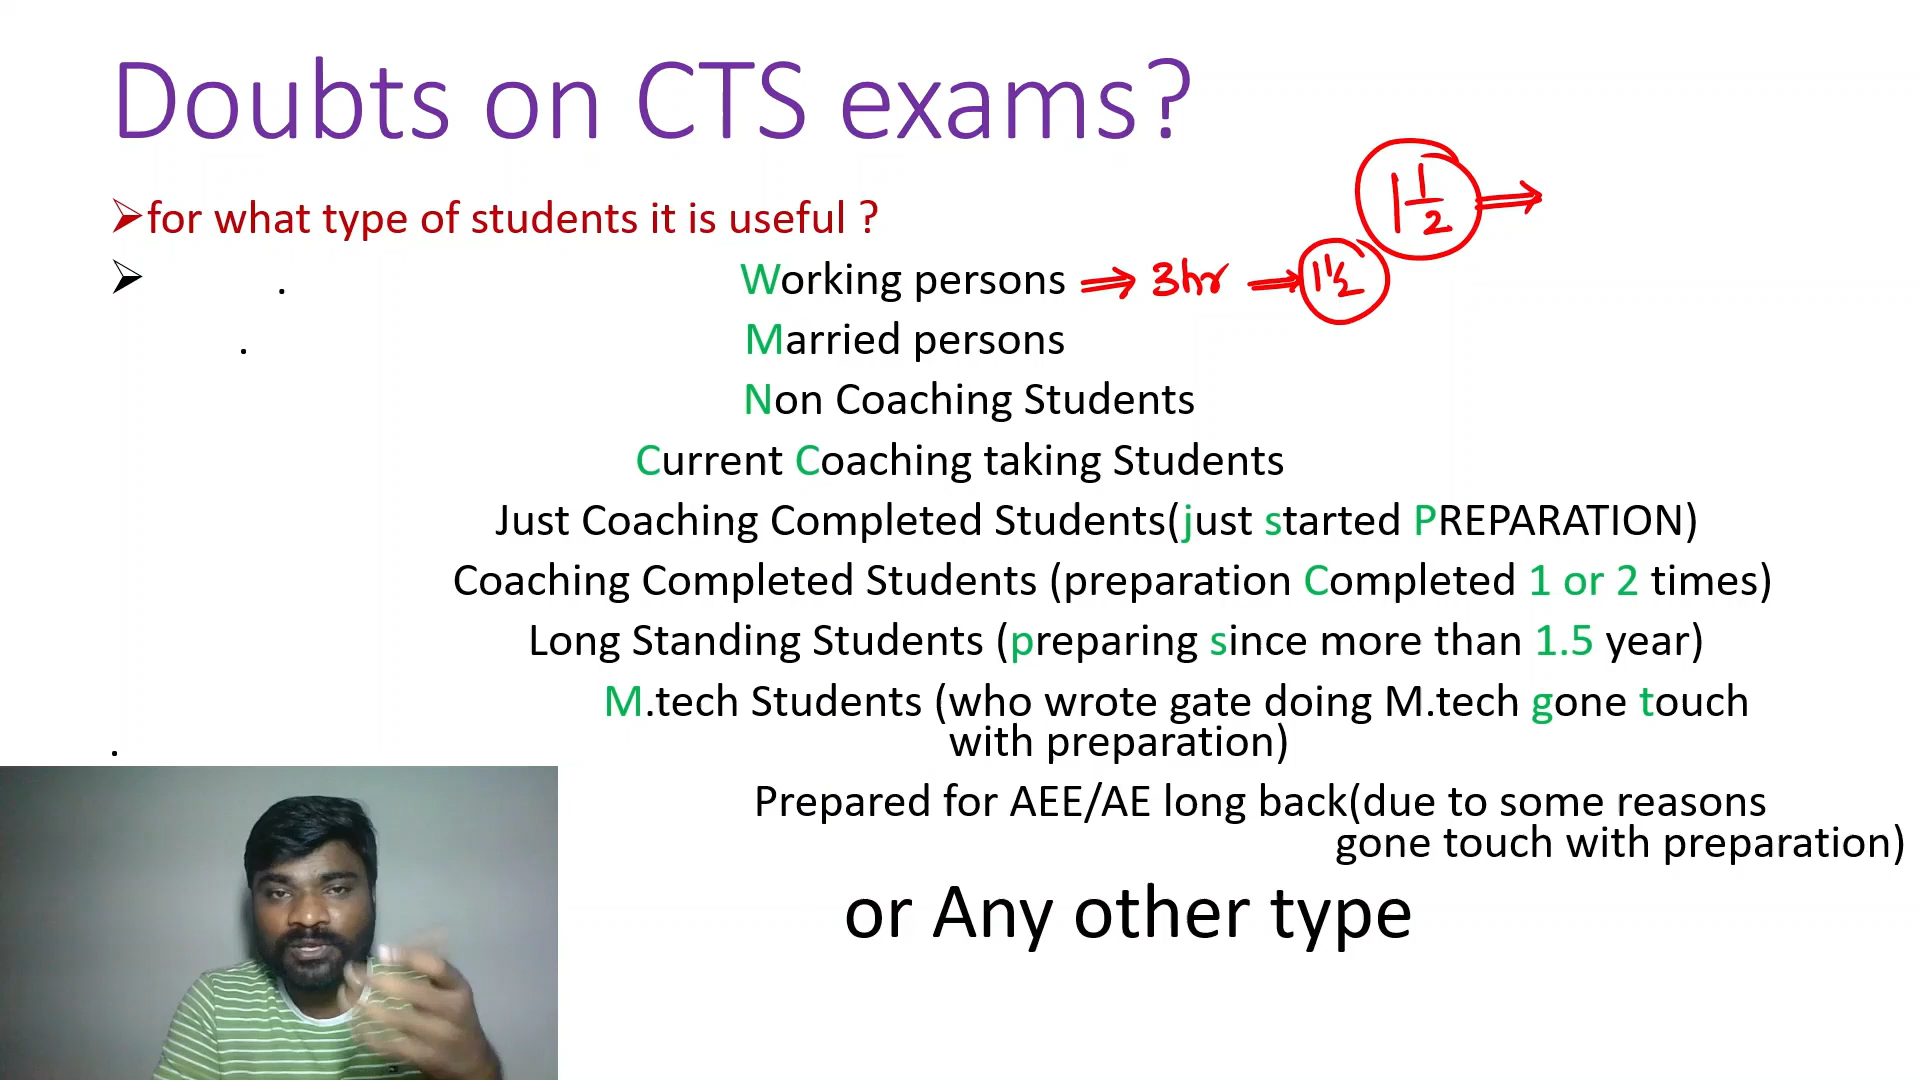 Doubts on CTS exams?
➢for what type of students it is useful ?
1 1/2 ⇒
➢ . Working persons ⇒ 3hr ⇒ 1 1/2
. Married persons
Non Coaching Students
Current Coaching taking Students
Just Coaching Completed Students(just started PREPARATION)
Coaching Completed Students (preparation Completed 1 or 2 times)
Long Standing Students (preparing since more than 1.5 year)
M.tech Students (who wrote gate doing M.tech gone touch
. with preparation)
Prepared for AEE/AE long back(due to some reasons
gone touch with preparation)
or Any other type